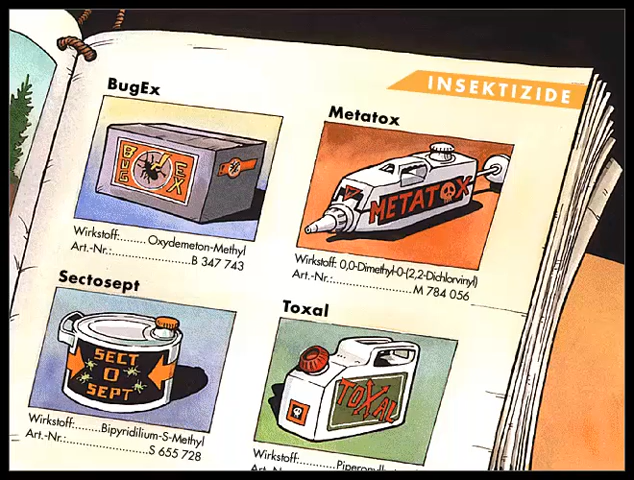 INSEKTIZIDE
BugEx
BUG EX
Wirkstoff:........ Oxydemeton-Methyl
Art.-Nr.:..............................B 347 743
Metatox
METATOX
Wirkstoff: 0,0-Dimethyl-0-(2,2-Dichlorvinyl)
Art.-Nr.:..............................M 784 056
Sectosept
SECT
O
SEPT
Wirkstoff:........Bipyridilium-S-Methyl
Art.-Nr.:......................S 655 728
Toxal
TOXAL
Wirkstoff:....................